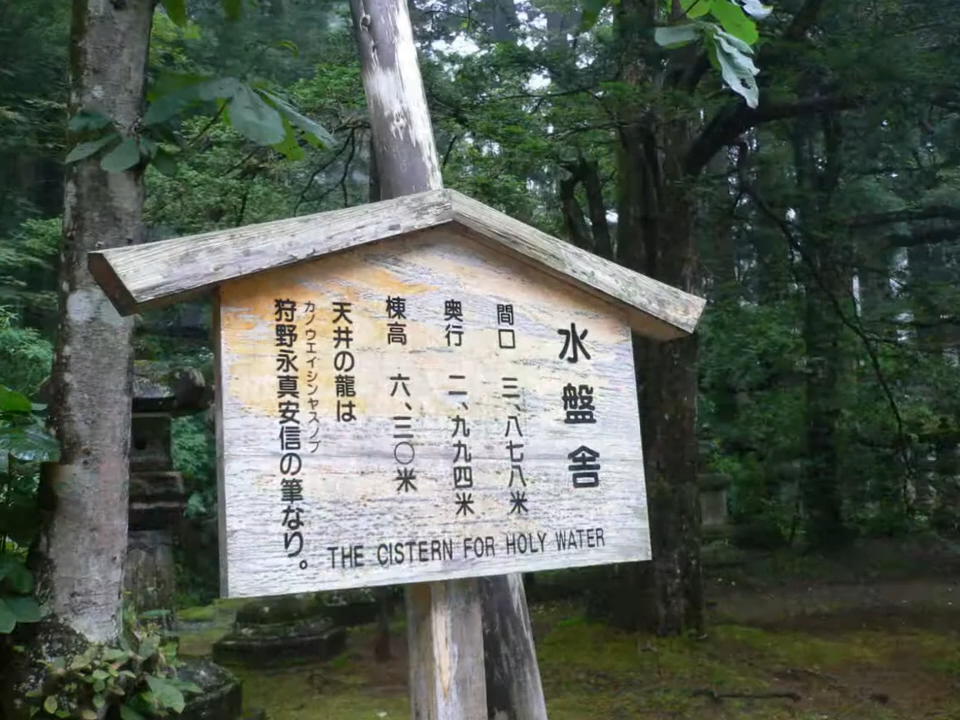 水盤舎
間口 三、八七八米
奥行 二、九九四米
棟高 六、三〇米
天井の龍は
カノウエイシンヤスノブ
狩野永真安信の筆なり。
THE CISTERN FOR HOLY WATER